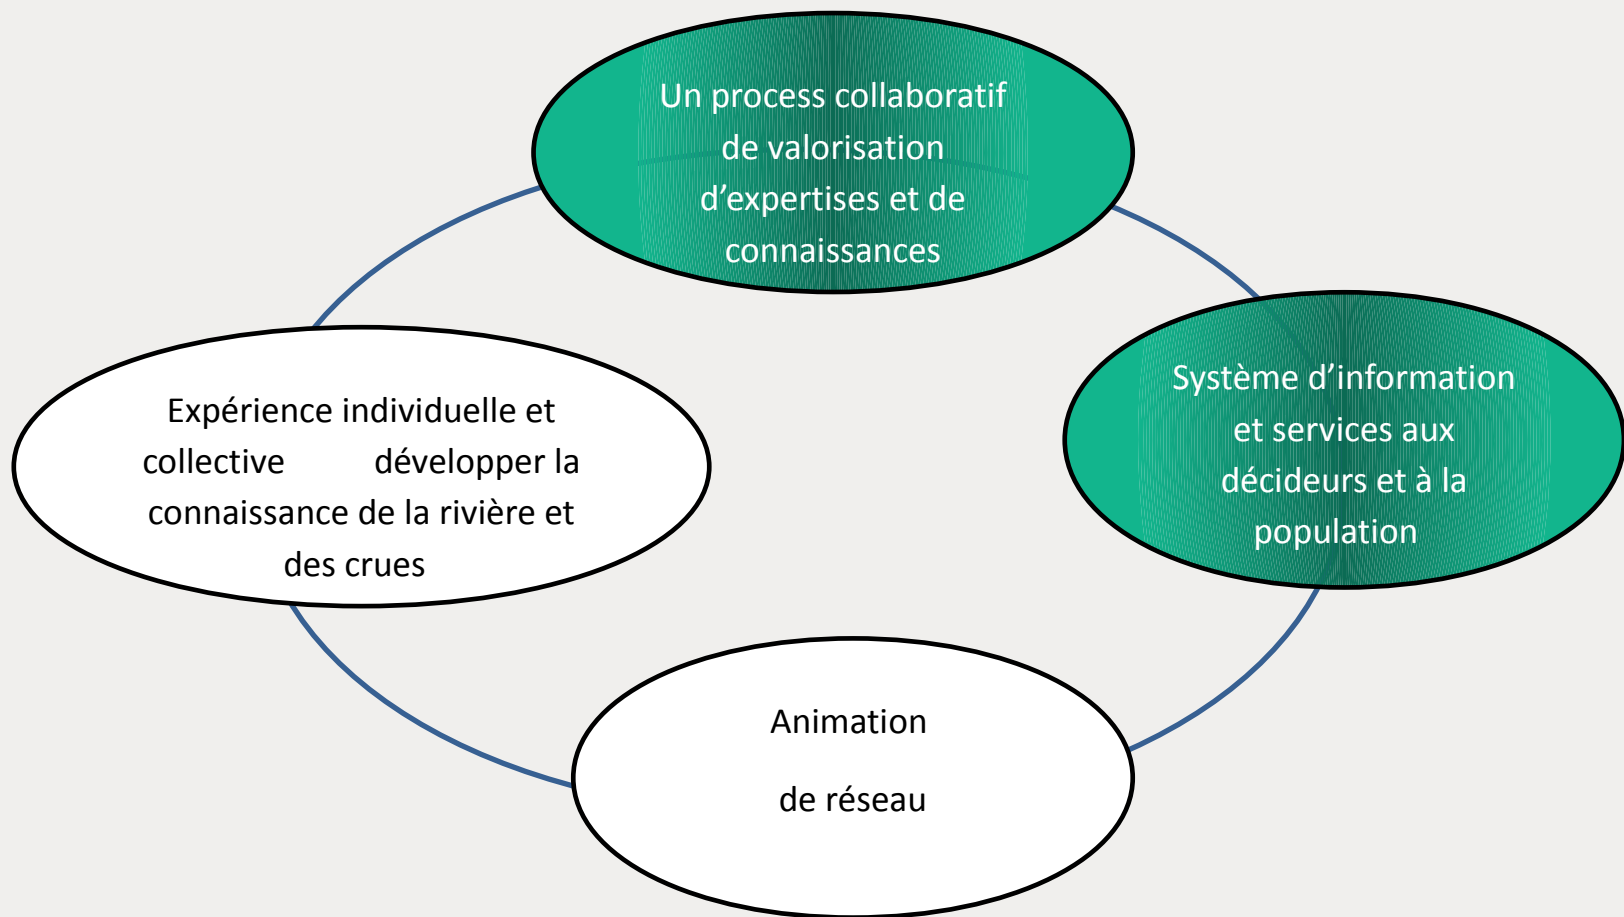 Un process collaboratif
de valorisation
d’expertises et de
connaissances
Système d’information
et services aux
décideurs et à la
population
Expérience individuelle et
collective développer la
connaissance de la rivière et
des crues
Animation
de réseau